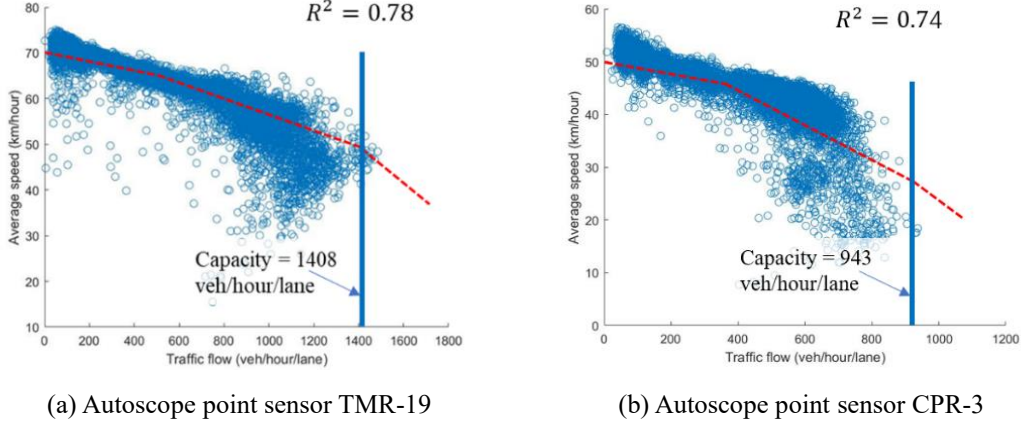 R² = 0.78
80
70
60
50
40
30
20
10
Average speed (km/hour)
Capacity = 1408
veh/hour/lane
0 200 400 600 800 1000 1200 1400 1600 1800
Traffic flow (veh/hour/lane)
(a) Autoscope point sensor TMR-19
R² = 0.74
60
50
40
30
20
10
0
Average speed (km/hour)
Capacity = 943
veh/hour/lane
0 200 400 600 800 1000 1200
Traffic flow (veh/hour/lane)
(b) Autoscope point sensor CPR-3